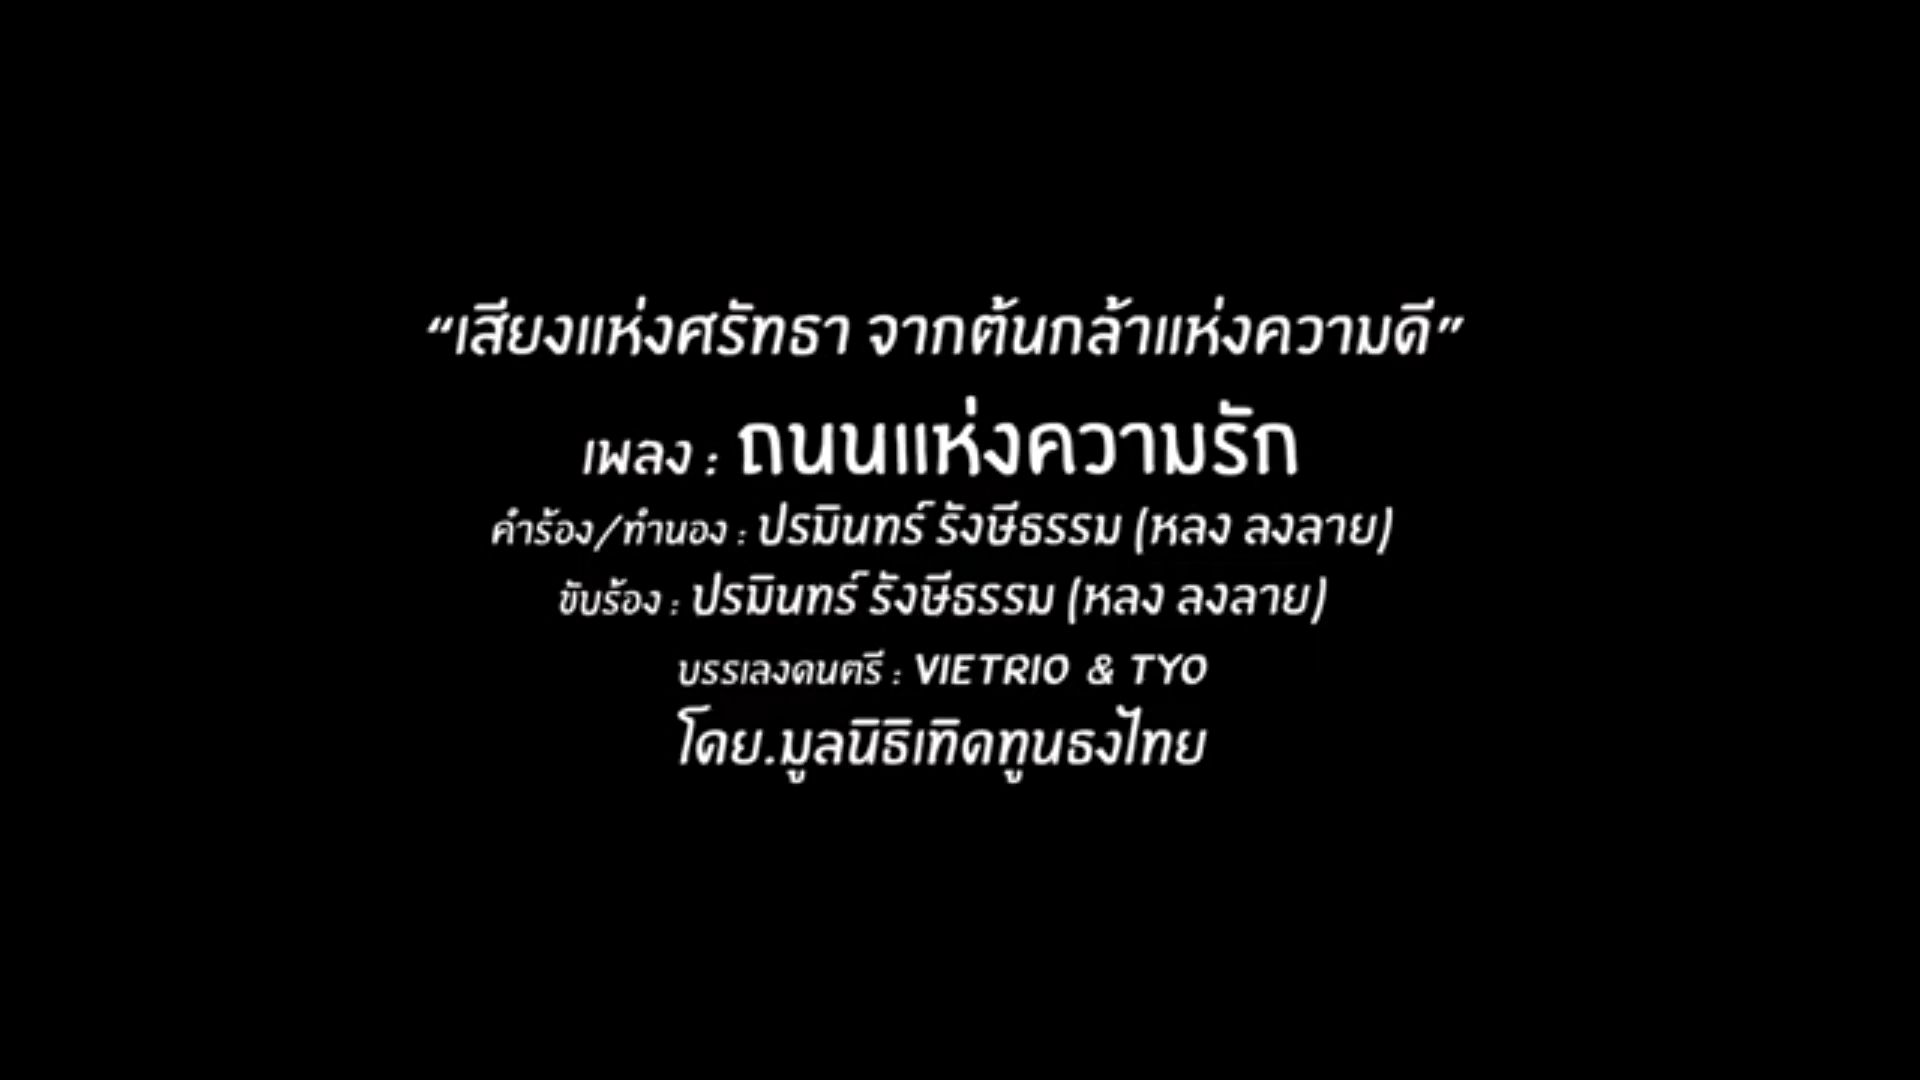 “เสียงแห่งศรัทธา จากต้นกล้าแห่งความดี”
เพลง : ถนนแห่งความรัก
คำร้อง/ทำนอง : ปรมินทร์ รังษีธรรม (หลง ลงลาย)
ขับร้อง : ปรมินทร์ รังษีธรรม (หลง ลงลาย)
บรรเลงดนตรี : VIETRIO & TYO
โดย.มูลนิธิเทิดทูนธงไทย